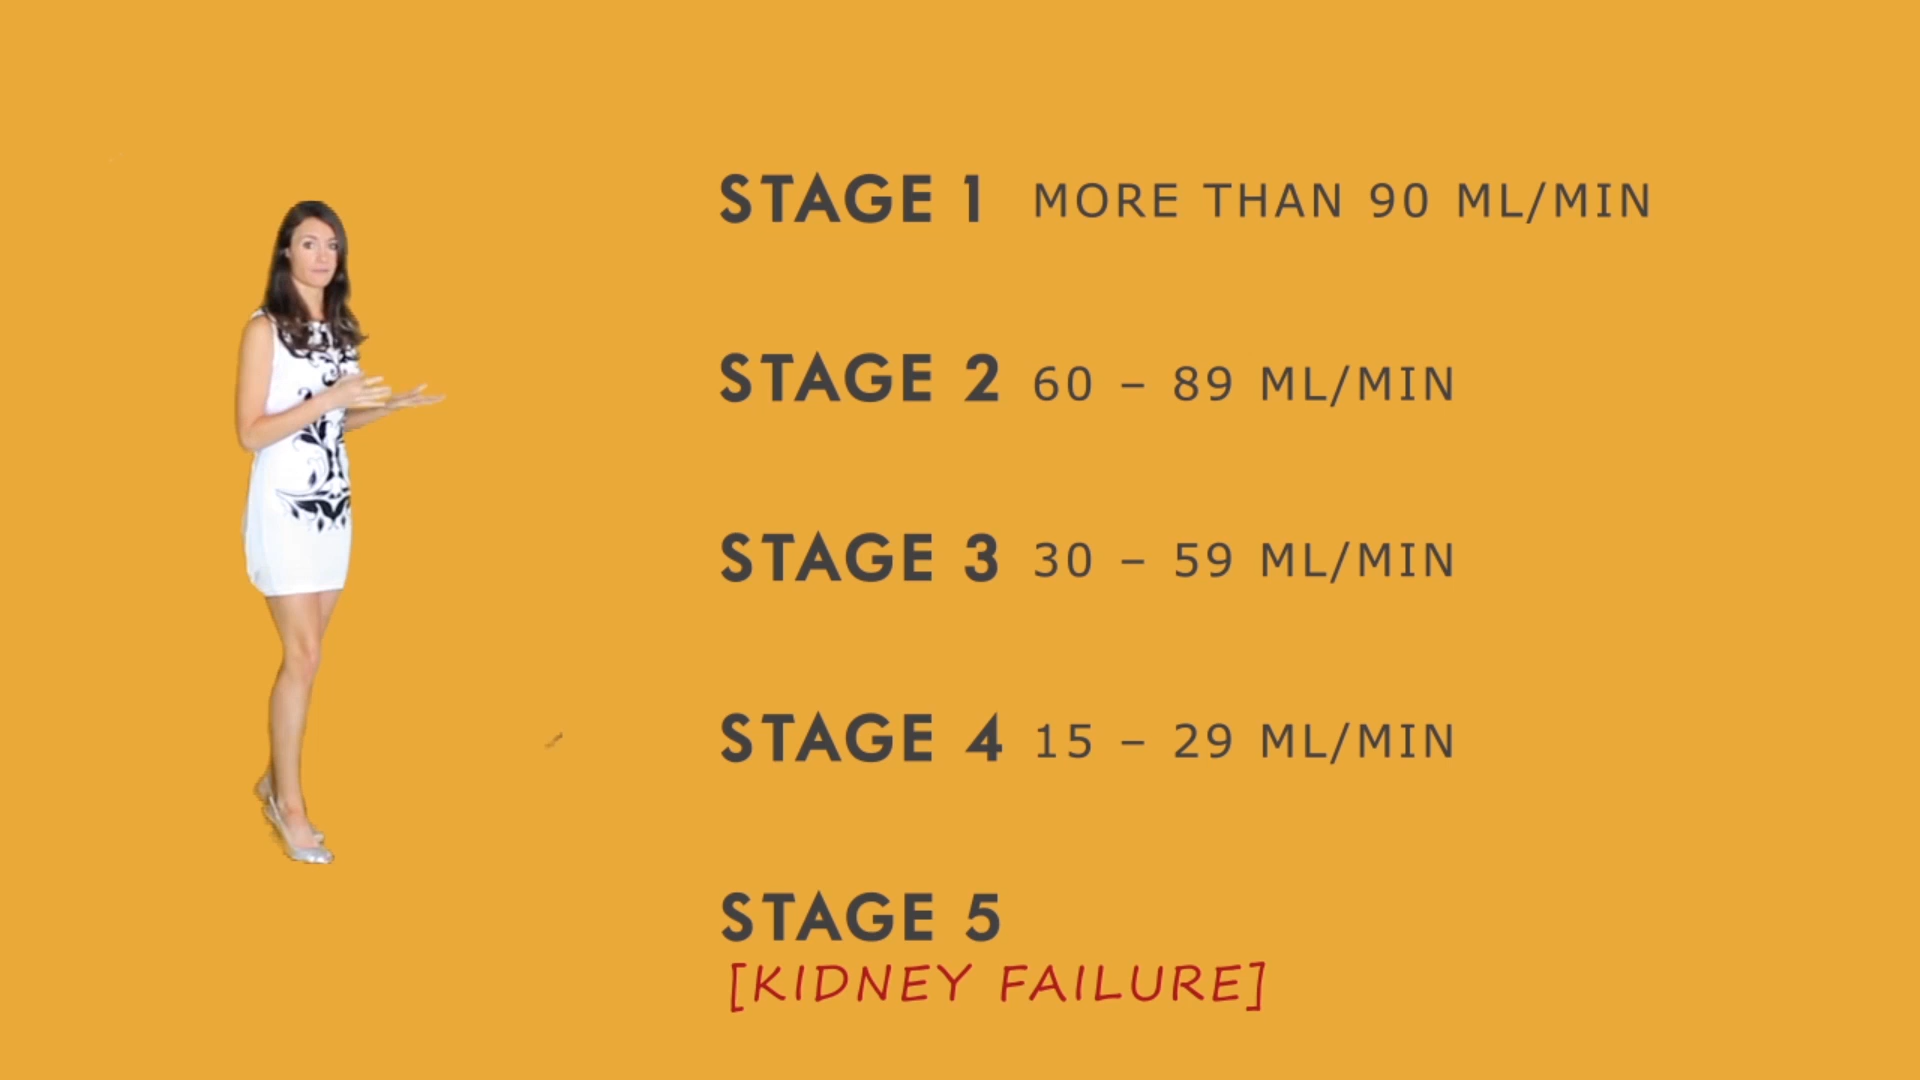 STAGE 1 MORE THAN 90 ML/MIN
STAGE 2 60 – 89 ML/MIN
STAGE 3 30 – 59 ML/MIN
STAGE 4 15 – 29 ML/MIN
STAGE 5
[KIDNEY FAILURE]